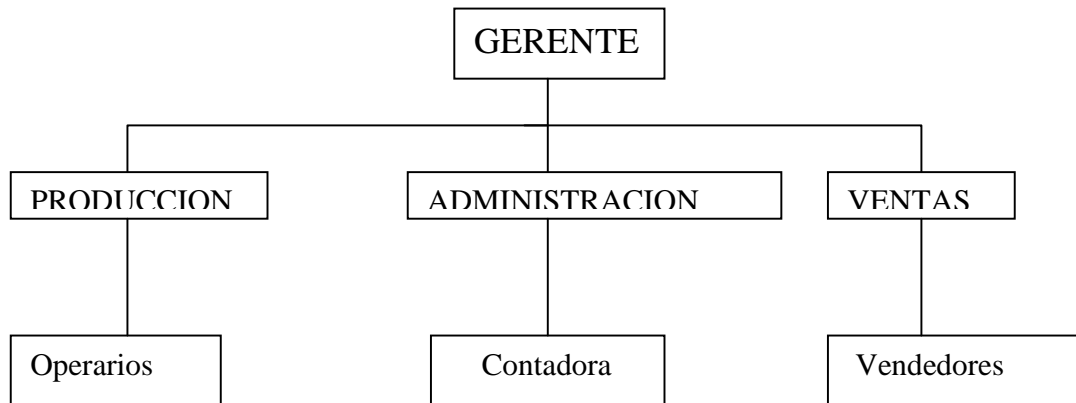 GERENTE
PRODUCCION
ADMINISTRACION
VENTAS
Operarios
Contadora
Vendedores